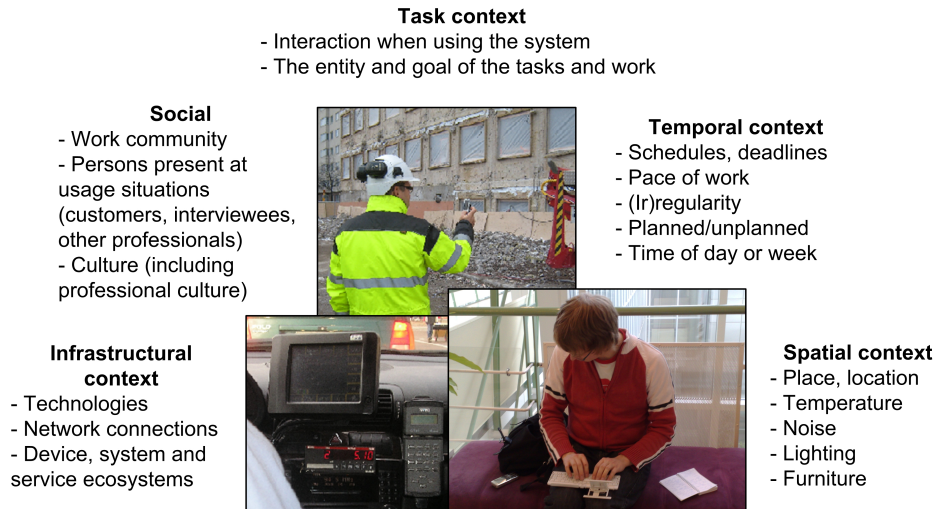 Task context
- Interaction when using the system
- The entity and goal of the tasks and work
Social
- Work community
- Persons present at
usage situations
(customers, interviewees,
other professionals)
- Culture (including
professional culture)
Temporal context
- Schedules, deadlines
- Pace of work
- (Ir)regularity
- Planned/unplanned
- Time of day or week
Infrastructural
context
- Technologies
- Network connections
- Device, system and
service ecosystems
Spatial context
- Place, location
- Temperature
- Noise
- Lighting
- Furniture
2 5.10